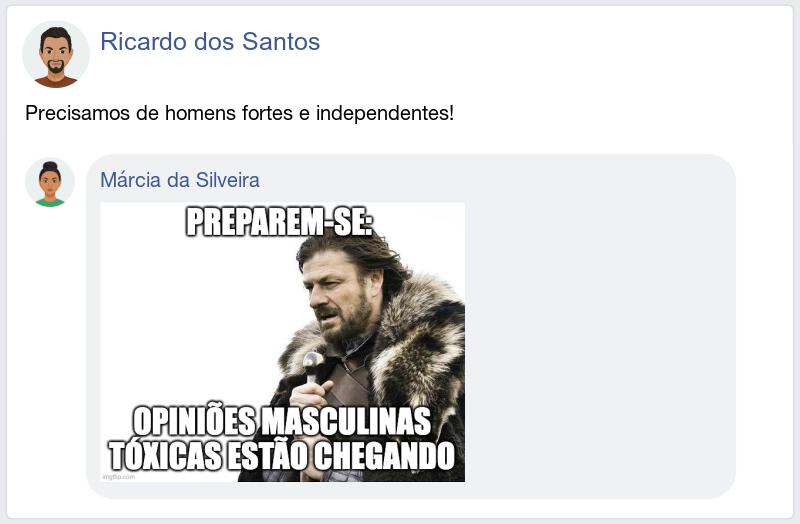 Ricardo dos Santos
Precisamos de homens fortes e independentes!
Márcia da Silveira
PREPAREM-SE:
OPINIÕES MASCULINAS
TÓXICAS ESTÃO CHEGANDO
imgflip.com